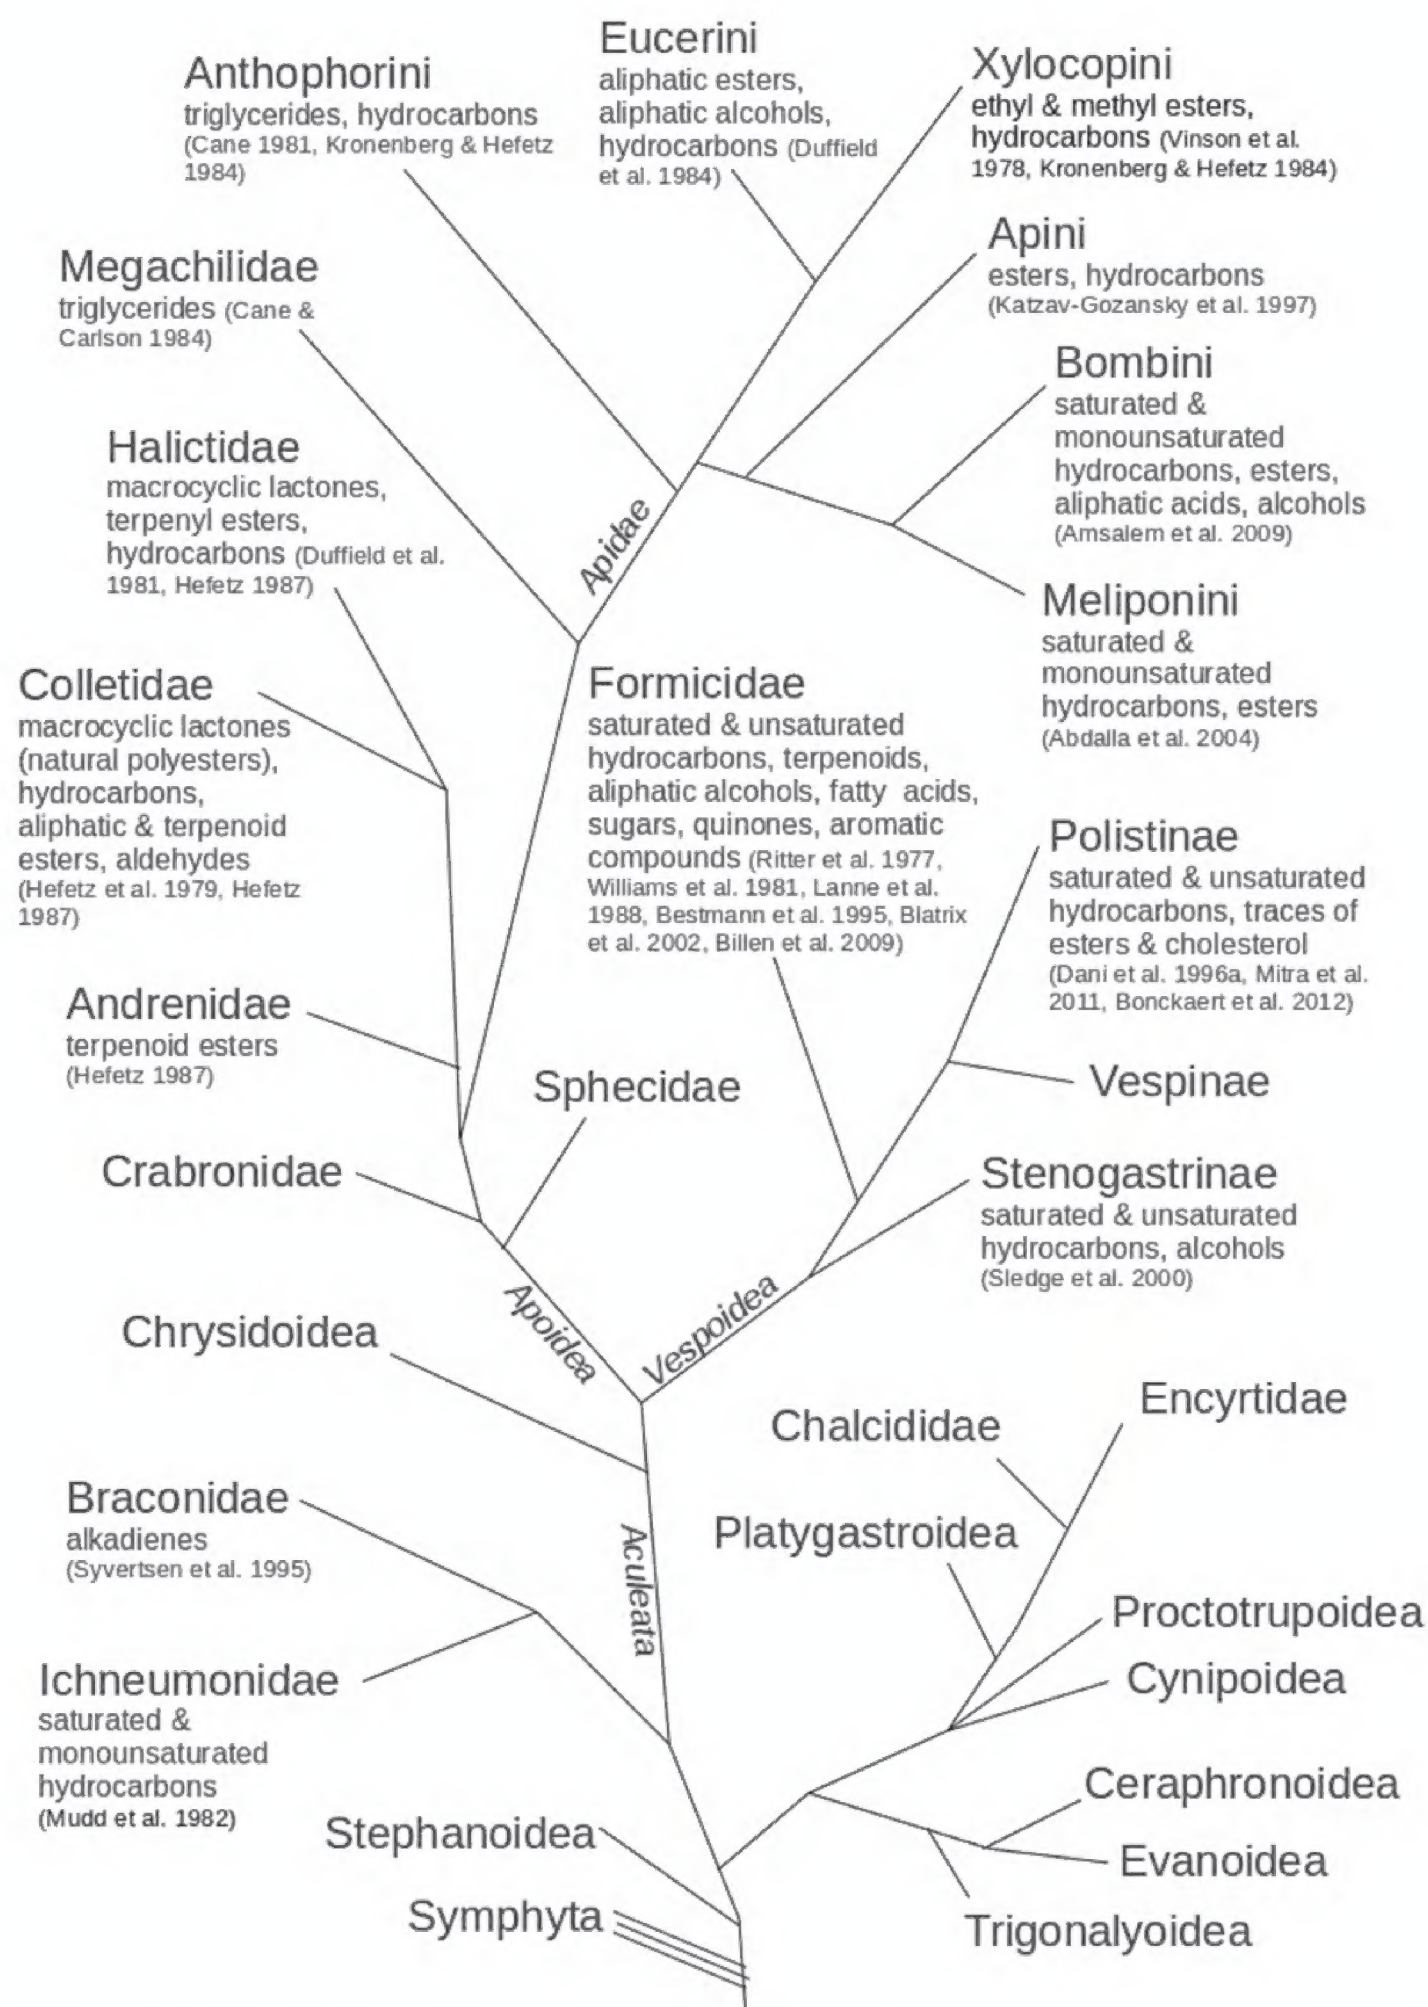 Anthophorini
triglycerides, hydrocarbons
(Cane 1981, Kronenberg & Hefetz
1984)
Eucerini
aliphatic esters,
aliphatic alcohols,
hydrocarbons (Duffield
et al. 1984)
Xylocopini
ethyl & methyl esters,
hydrocarbons (Vinson et al.
1978, Kronenberg & Hefetz 1984)
Apini
esters, hydrocarbons
(Katzav-Gozansky et al. 1997)
Megachilidae
triglycerides (Cane &
Carlson 1984)
Bombini
saturated &
monounsaturated
hydrocarbons, esters,
aliphatic acids, alcohols
(Amsalem et al. 2009)
Halictidae
macrocyclic lactones,
terpenyl esters,
hydrocarbons (Duffield et al.
1981, Hefetz 1987)
Apidae
Meliponini
saturated &
monounsaturated
hydrocarbons, esters
(Abdalla et al. 2004)
Colletidae
macrocyclic lactones
(natural polyesters),
hydrocarbons,
aliphatic & terpenoid
esters, aldehydes
(Hefetz et al. 1979, Hefetz
1987)
Formicidae
saturated & unsaturated
hydrocarbons, terpenoids,
aliphatic alcohols, fatty acids,
sugars, quinones, aromatic
compounds (Ritter et al. 1977,
Williams et al. 1981, Lanne et al.
1988, Bestmann et al. 1995, Blatrix
et al. 2002, Billen et al. 2009)
Polistinae
saturated & unsaturated
hydrocarbons, traces of
esters & cholesterol
(Dani et al. 1996a, Mitra et al.
2011, Bonckaert et al. 2012)
Andrenidae
terpenoid esters
(Hefetz 1987)
Sphecidae
Vespinae
Crabronidae
Stenogastrinae
saturated & unsaturated
hydrocarbons, alcohols
(Sledge et al. 2000)
Apoidea
Vespoidea
Chrysidoidea
Encyrtidae
Chalcididae
Braconidae
alkadienes
(Syvertsen et al. 1995)
Aculeata
Platygastroidea
Proctotrupoidea
Ichneumonidae
saturated &
monounsaturated
hydrocarbons
(Mudd et al. 1982)
Cynipoidea
Ceraphronoidea
Stephanoidea
Evanoidea
Symphyta
Trigonalyoidea